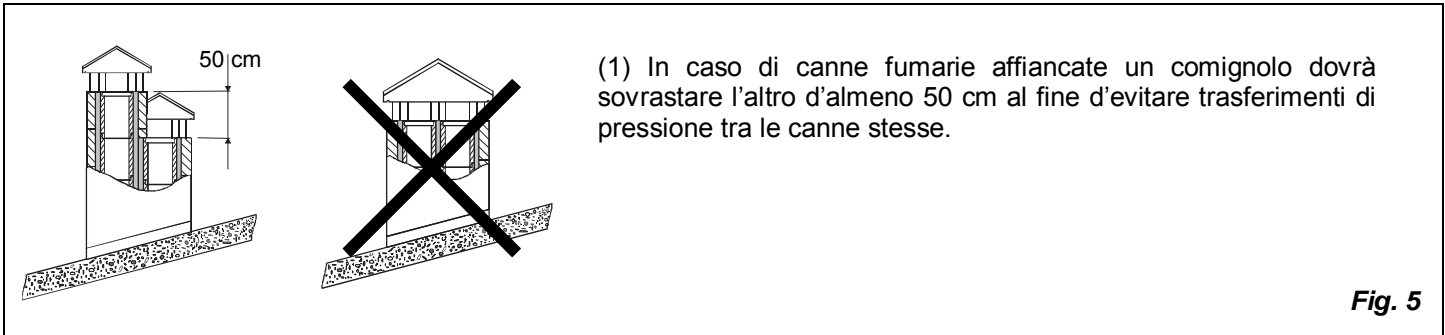 50 cm
(1) In caso di canne fumarie affiancate un comignolo dovrà
sovrastare l’altro d’almeno 50 cm al fine d’evitare trasferimenti di
pressione tra le canne stesse.
Fig. 5